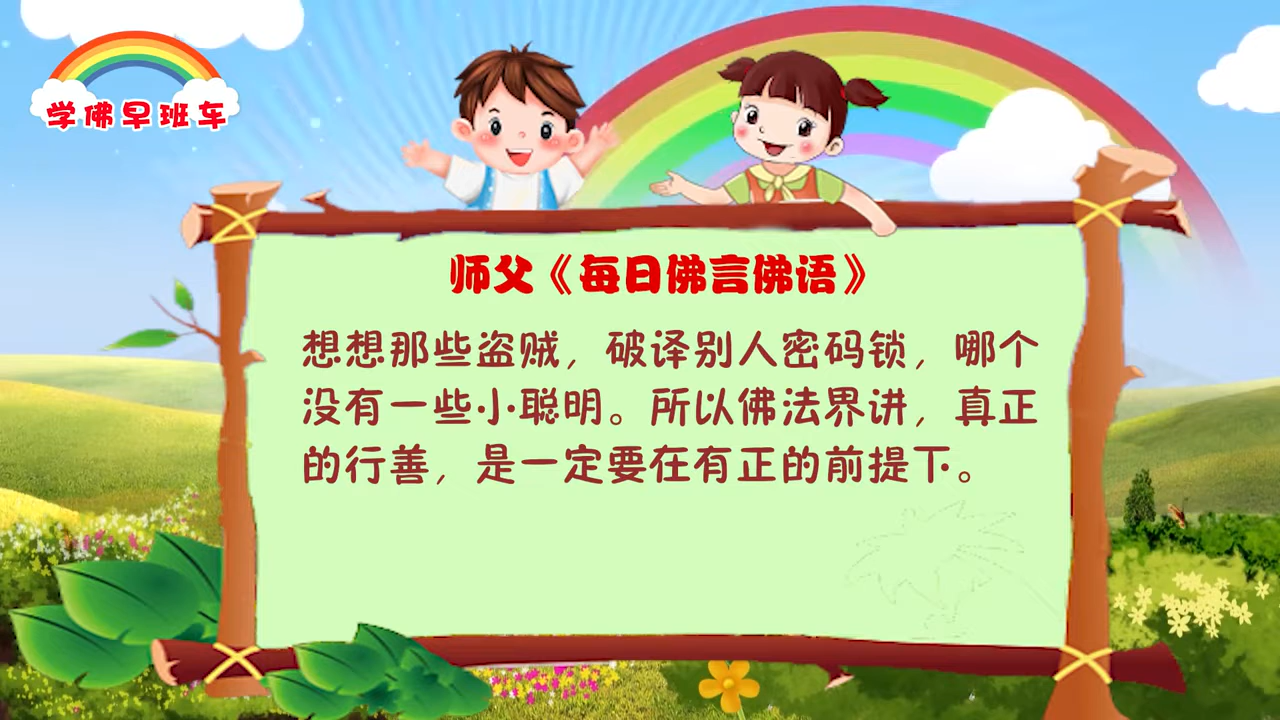 学佛早班车
师父《每日佛言佛语》
想想那些盗贼，破译别人密码锁，哪个
没有一些小聪明。所以佛法界讲，真正
的行善，是一定要在有正的前提下。